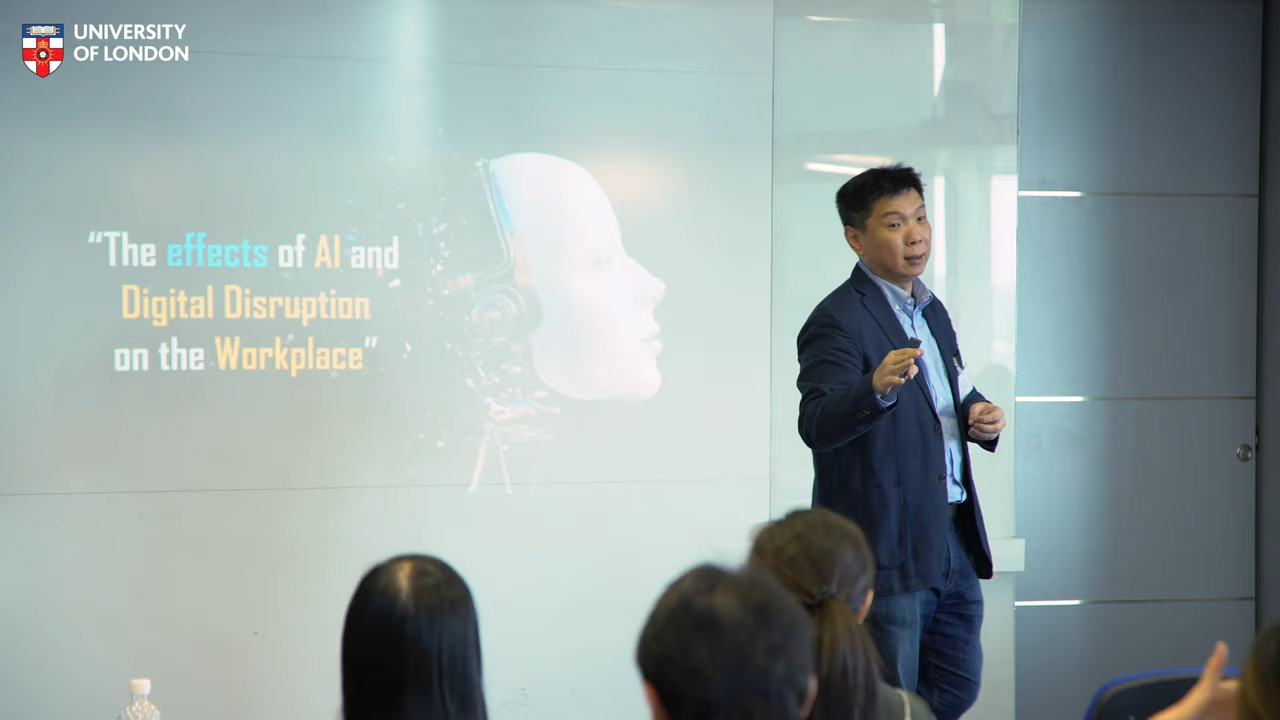 UNIVERSITY
OF LONDON
“The effects of AI and
Digital Disruption
on the Workplace”